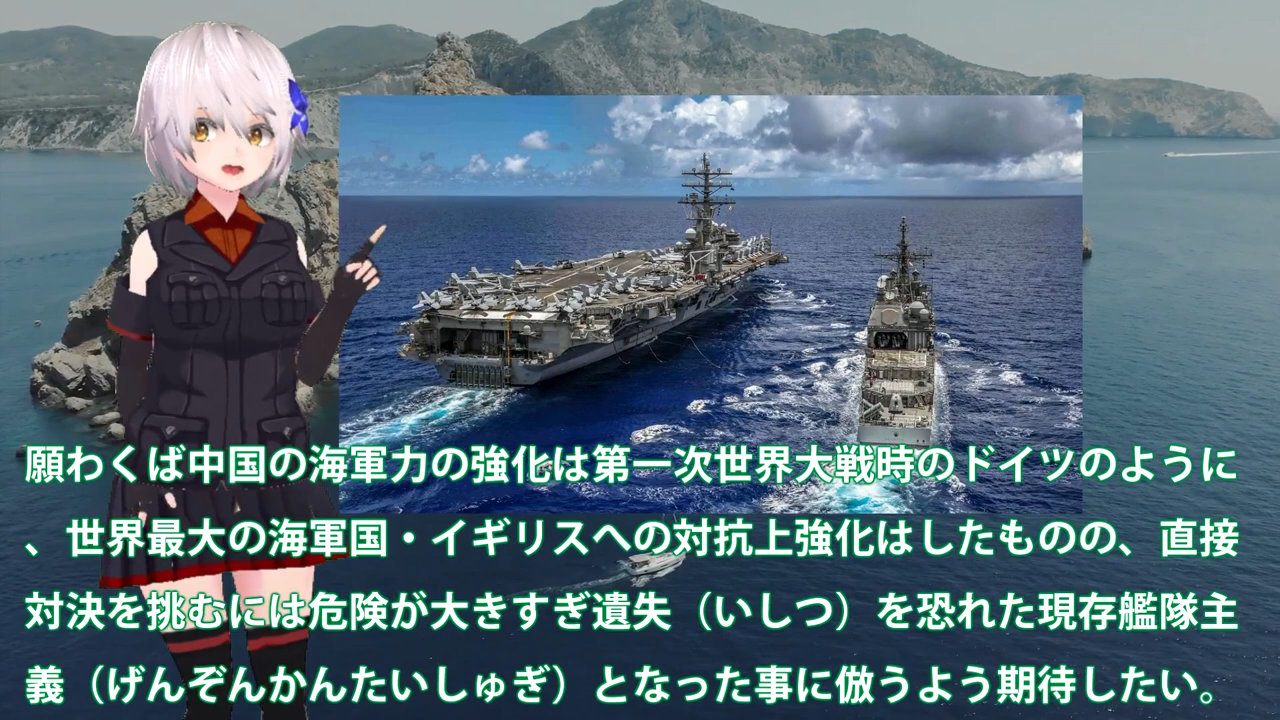 願わくば中国の海軍力の強化は第一次世界大戦時のドイツのように
、世界最大の海軍国・イギリスへの対抗上強化はしたものの、直接
対決を挑むには危険が大きすぎ遺失（いしつ）を恐れた現存艦隊主
義（げんぞんかんたいしゅぎ）となった事に倣うよう期待したい。